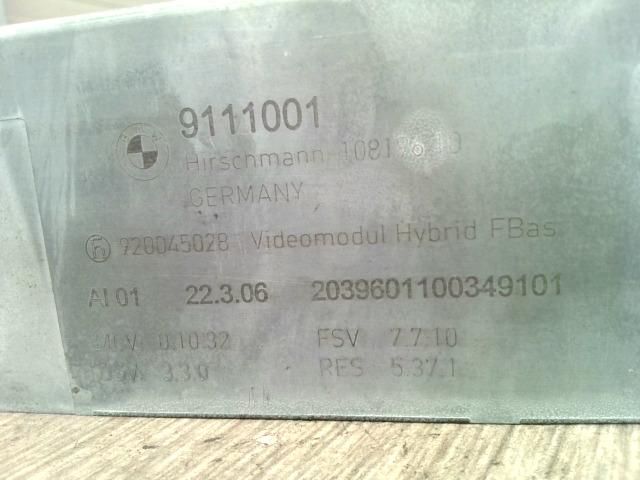 9111001
Hirschmann
GERMANY
920045028 Videomodul Hybrid FBas
AI 01 22.3.06 2039601100349101
0.10.32 FSV 7.7.10
3.3.0 RES 5.37.1